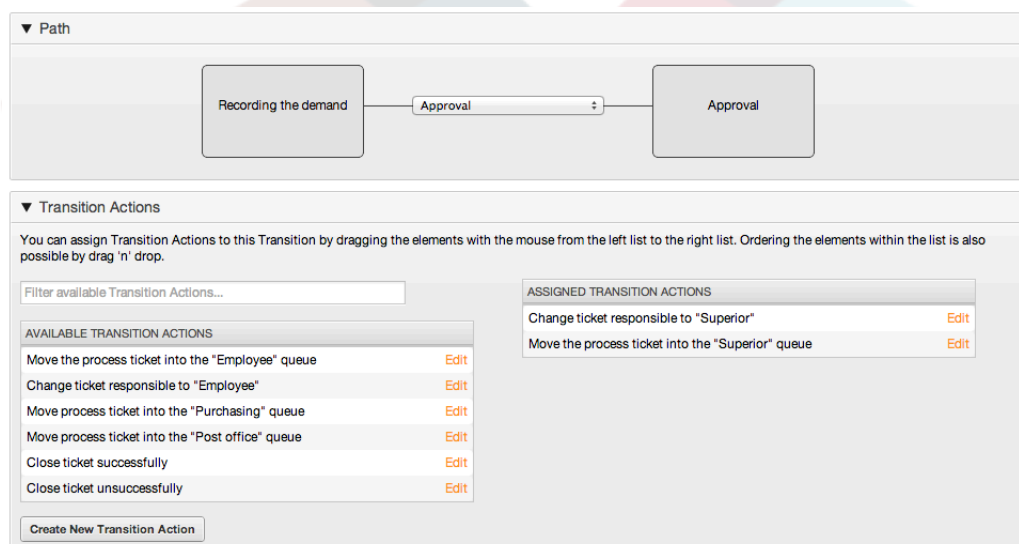 Path
Recording the demand
Approval
Approval
Transition Actions
You can assign Transition Actions to this Transition by dragging the elements with the mouse from the left list to the right list. Ordering the elements within the list is also
possible by drag 'n' drop.
Filter available Transition Actions...
AVAILABLE TRANSITION ACTIONS
Move the process ticket into the "Employee" queue Edit
Change ticket responsible to "Employee" Edit
Move process ticket into the "Purchasing" queue Edit
Move process ticket into the "Post office" queue Edit
Close ticket successfully Edit
Close ticket unsuccessfully Edit
Create New Transition Action
ASSIGNED TRANSITION ACTIONS
Change ticket responsible to "Superior" Edit
Move the process ticket into the "Superior" queue Edit